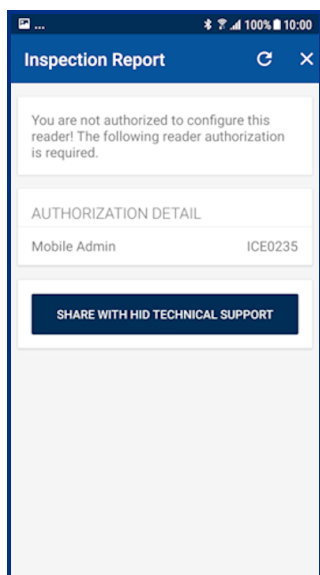 ... 100% 10:00
Inspection Report
You are not authorized to configure this
reader! The following reader authorization
is required.
AUTHORIZATION DETAIL
Mobile Admin ICE0235
SHARE WITH HID TECHNICAL SUPPORT